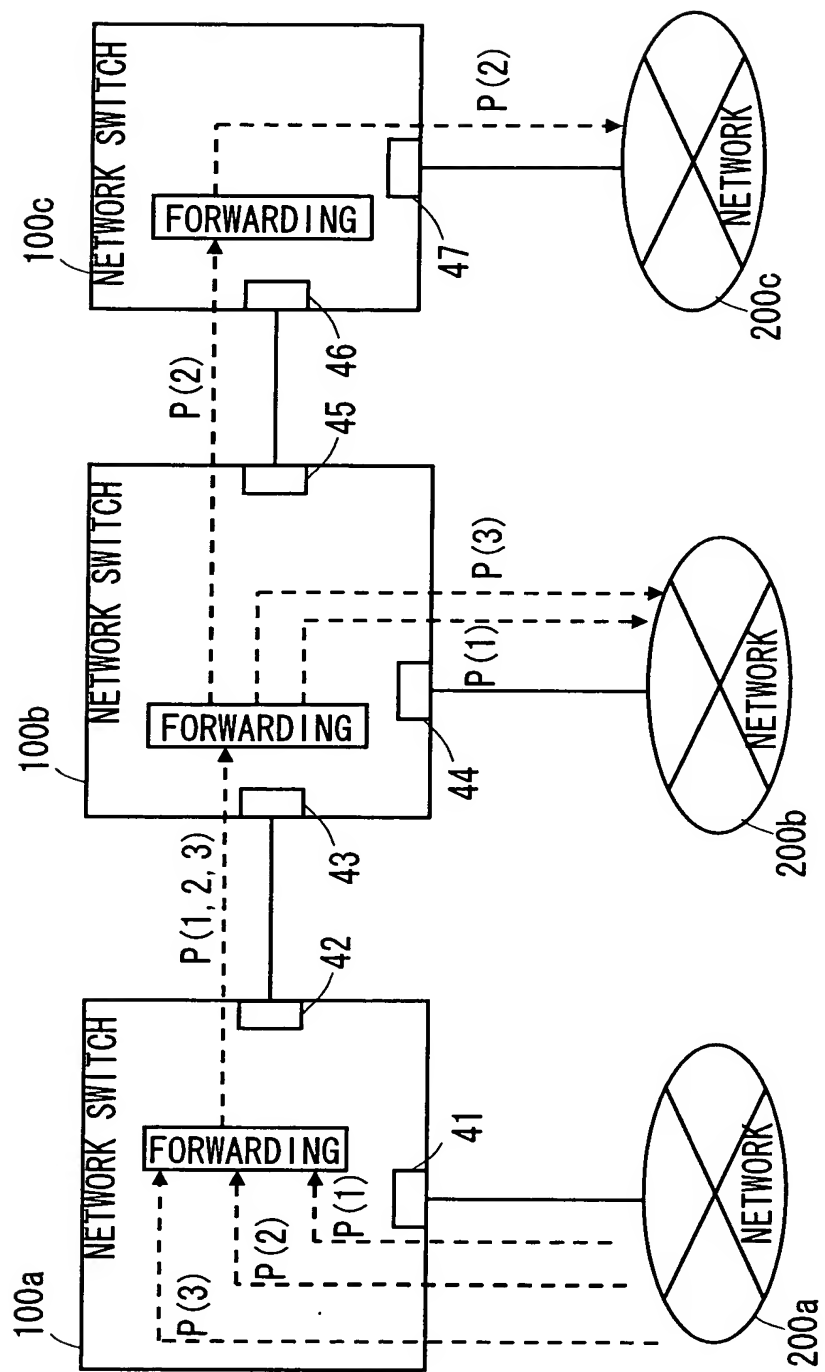 100a
NETWORK SWITCH
FORWARDING
P(3)
P(2)
P(1)
41
42
NETWORK
200a
P(1, 2, 3)
100b
NETWORK SWITCH
FORWARDING
43
44
45
P(1)
P(3)
NETWORK
200b
P(2)
100c
NETWORK SWITCH
FORWARDING
46
47
P(2)
NETWORK
200c